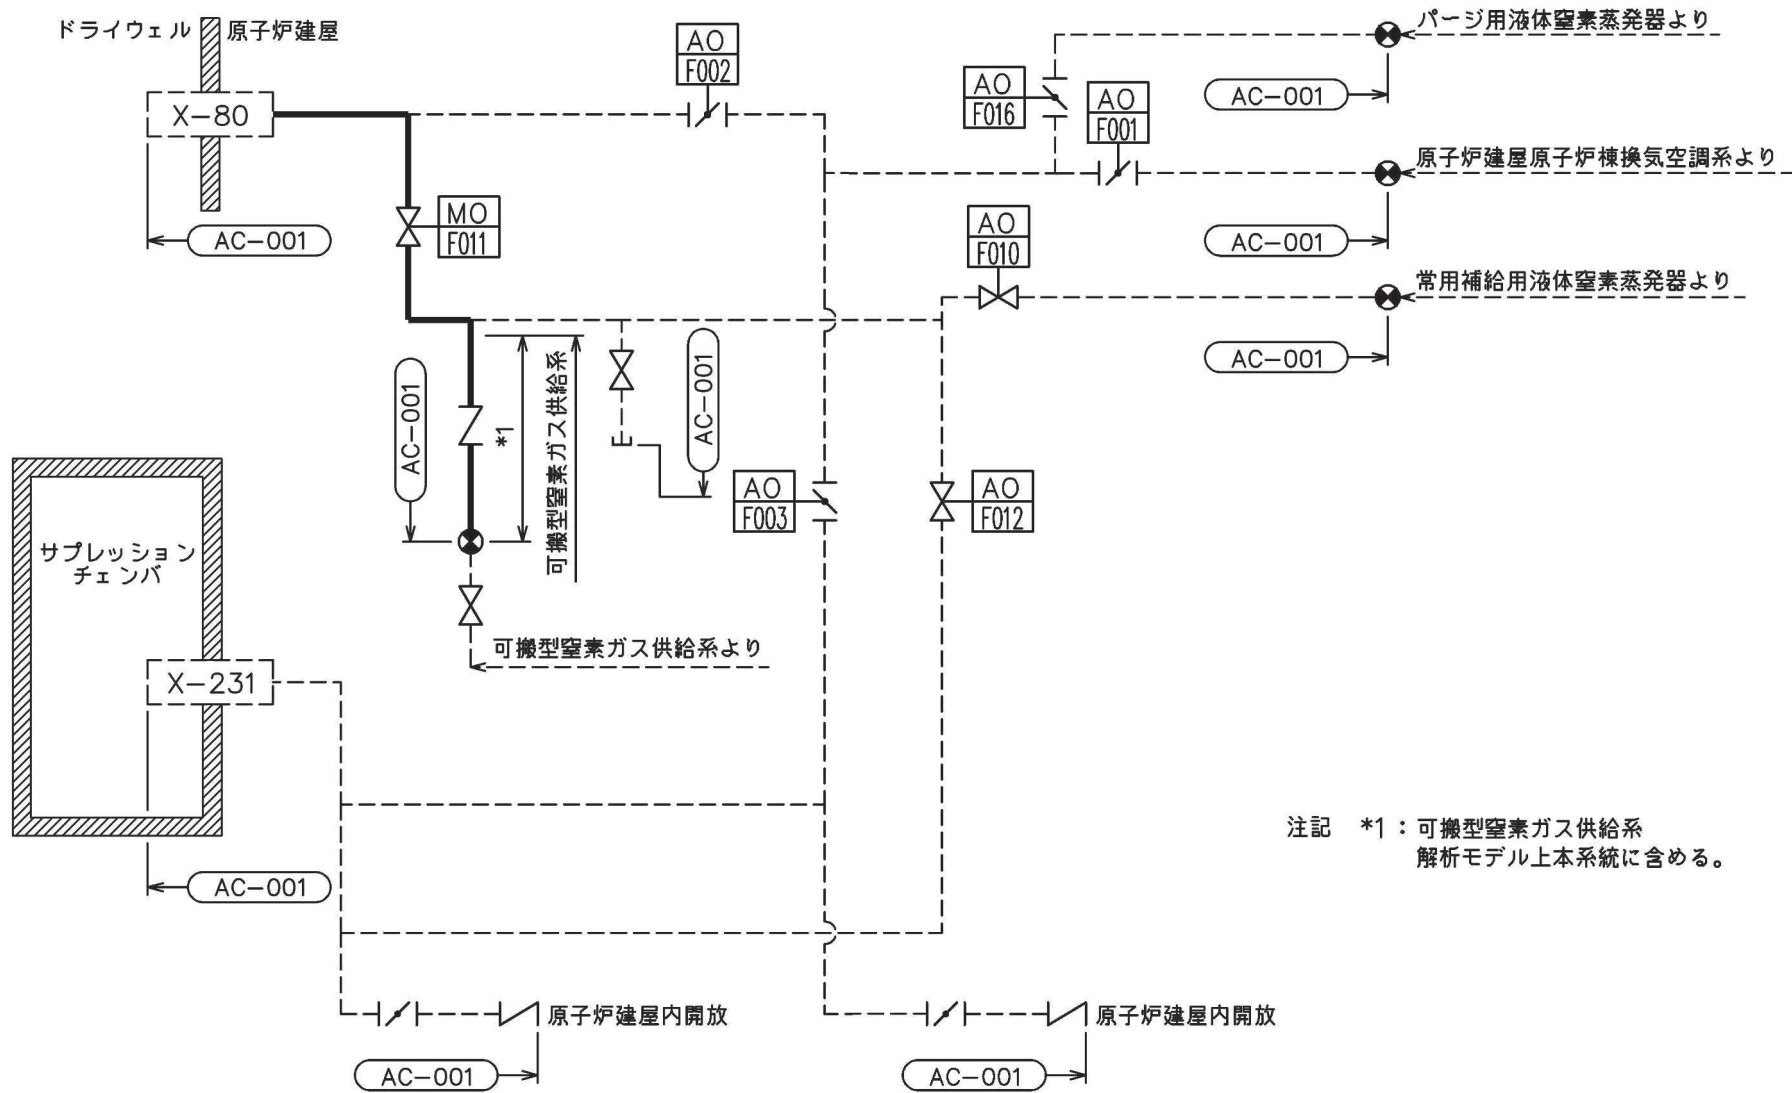 ドライウェル 原子炉建屋
X-80
AC-001
AO
F002
MO
F011
パージ用液体窒素蒸発器より
AC-001
AO
F016
AO
F001
原子炉建屋原子炉棟換気空調系より
AC-001
AO
F010
常用補給用液体窒素蒸発器より
AC-001
AC-001
*1
可搬型窒素ガス供給系
AC-001
AO
F003
AO
F012
サプレッション
チェンバ
可搬型窒素ガス供給系より
X-231
AC-001
注記 *1:可搬型窒素ガス供給系
解析モデル上本系統に含める。
原子炉建屋内開放
AC-001
原子炉建屋内開放
AC-001